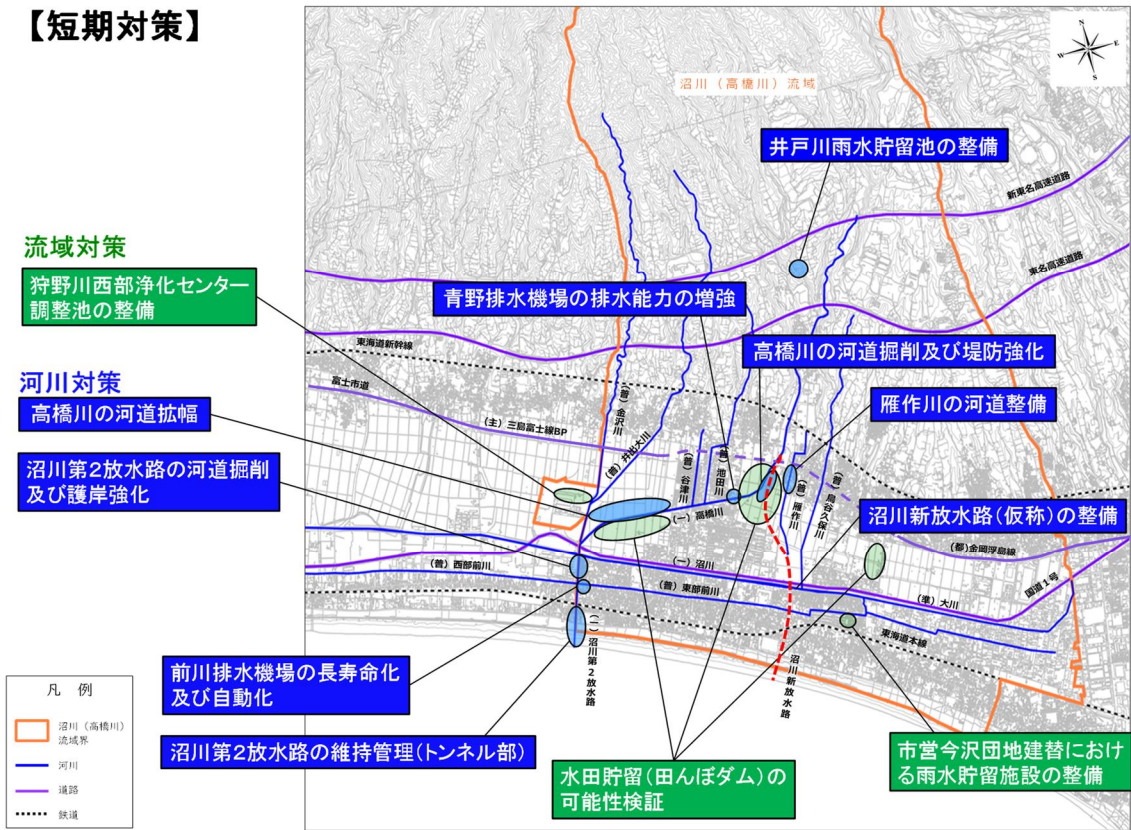 【短期対策】
沼川（高橋川）流域
N
W
E
S
井戸川雨水貯留池の整備
新東名高速道路
東名高速道路
流域対策
狩野川西部浄化センター
調整池の整備
青野排水機場の排水能力の増強
高橋川の河道掘削及び堤防強化
東海道新幹線
富士市道
河川対策
高橋川の河道拡幅
雁作川の河道整備
(主)三島富士線BP
(普)金沢川
(普)井出大川
(普)谷津川
(普)池田川
(一)高橋川
(普)雁作川
(普)扇谷久保川
沼川第2放水路の河道掘削
及び護岸強化
沼川新放水路(仮称)の整備
(都)金岡浮島線
(普)西部前川
(一)沼川
(普)東部前川
(準)大川
国道1号
東海道本線
(一)沼川第2放水路
沼川新放水路
前川排水機場の長寿命化
及び自動化
沼川第2放水路の維持管理(トンネル部)
水田貯留(田んぼダム)の
可能性検証
市営今沢団地建替におけ
る雨水貯留施設の整備
凡 例
沼川（高橋川）
流域界
河川
道路
鉄道